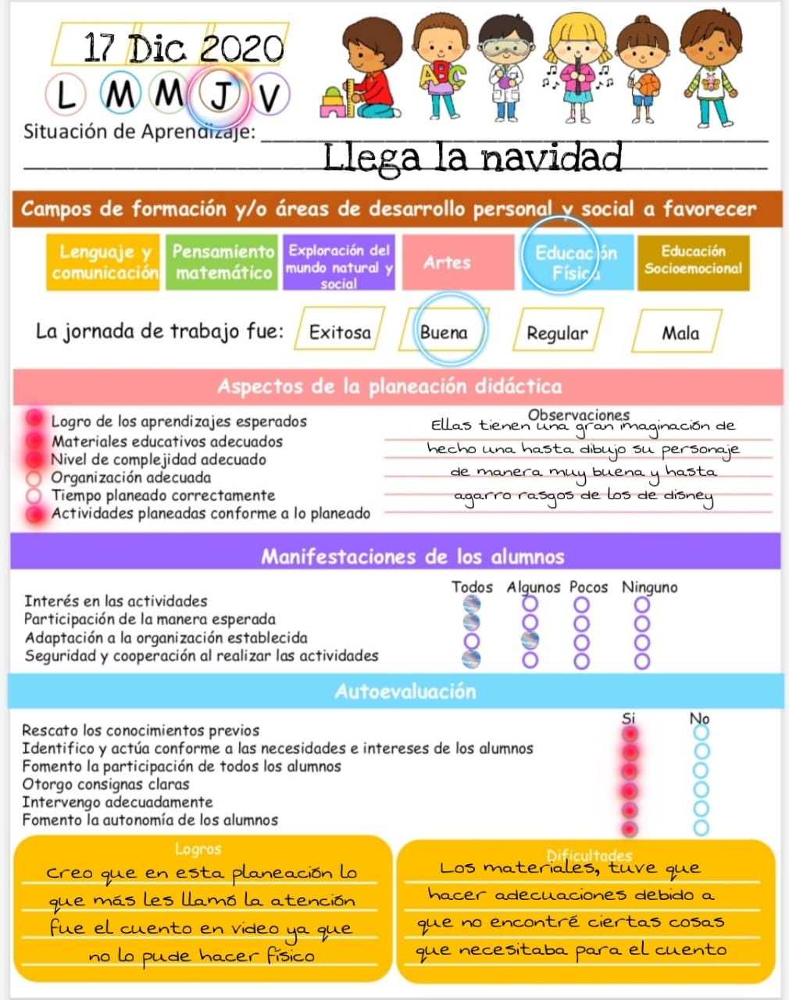 17 Dic 2020
L M M J V
ABC
Situación de Aprendizaje:
Llega la navidad
Campos de formación y/o áreas de desarrollo personal y social a favorecer
Lenguaje y comunicación
Pensamiento matemático
Exploración del mundo natural y social
Artes
Educación Física
Educación Socioemocional
La jornada de trabajo fue: Exitosa Buena Regular Mala
Aspectos de la planeación didáctica
Logro de los aprendizajes esperados
Materiales educativos adecuados
Nivel de complejidad adecuado
Organización adecuada
Tiempo planeado correctamente
Actividades planeadas conforme a lo planeado
Observaciones
Ellas tienen una gran imaginación de
hecho una hasta dibujo su personaje
de manera muy buena y hasta
agarro rasgos de los de disney
Manifestaciones de los alumnos
Todos Algunos Pocos Ninguno
Interés en las actividades
Participación de la manera esperada
Adaptación a la organización establecida
Seguridad y cooperación al realizar las actividades
Autoevaluación
Si No
Rescato los conocimientos previos
Identifico y actúa conforme a las necesidades e intereses de los alumnos
Fomento la participación de todos los alumnos
Otorgo consignas claras
Intervengo adecuadamente
Fomento la autonomía de los alumnos
Logros
Creo que en esta planeación lo
que más les llamó la atención
fue el cuento en video ya que
no lo pude hacer físico
Dificultades
Los materiales, tuve que
hacer adecuaciones debido a
que no encontré ciertas cosas
que necesitaba para el cuento